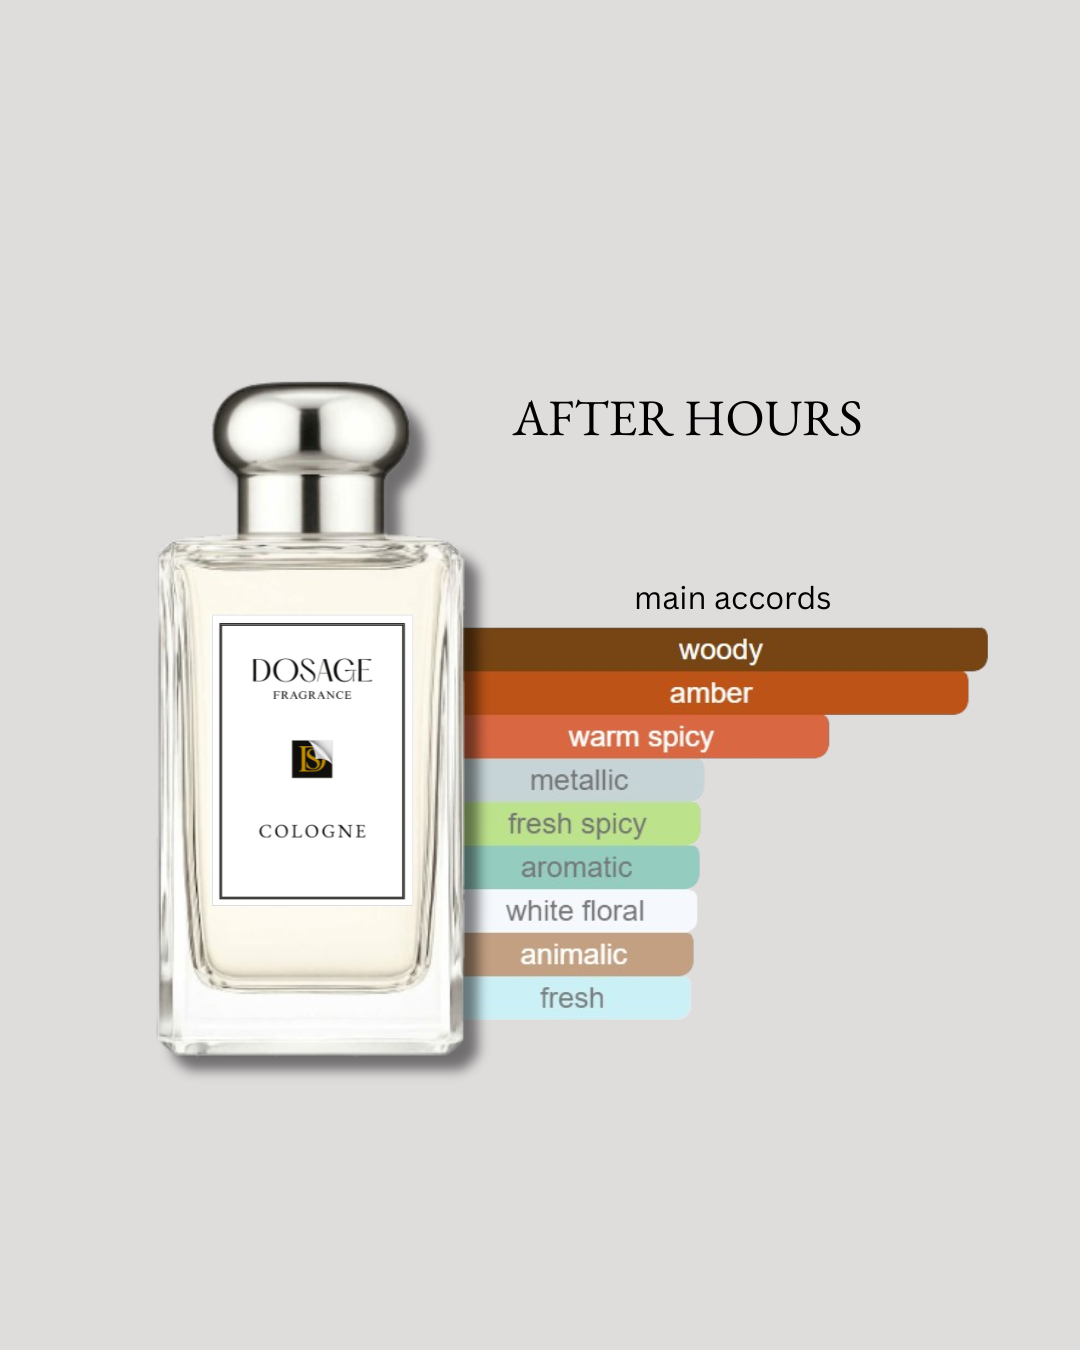 AFTER HOURS
main accords
woody
amber
warm spicy
metallic
fresh spicy
aromatic
white floral
animalic
fresh
DOSAGE
FRAGRANCE
COLOGNE